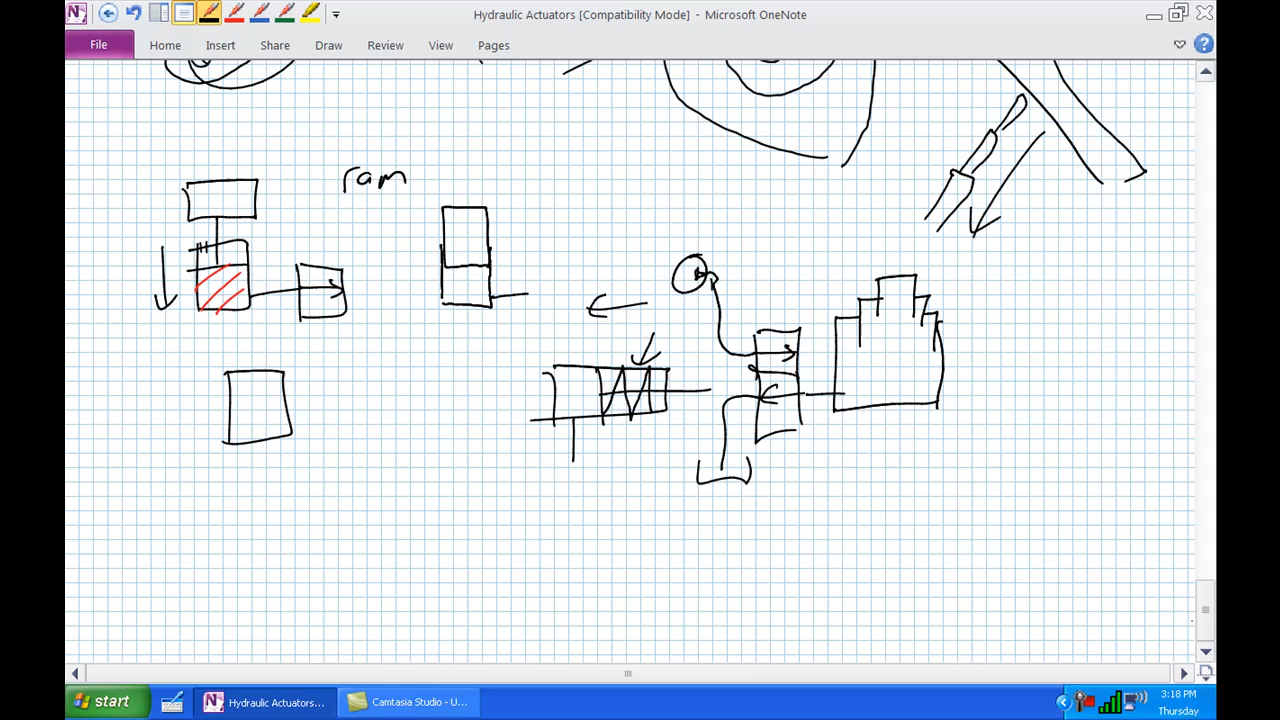 Hydraulic Actuators [Compatibility Mode] - Microsoft OneNote
File Home Insert Share Draw Review View Pages
ram
start
Hydraulic Actuators...
Camtasia Studio - U...
3:18 PM
Thursday